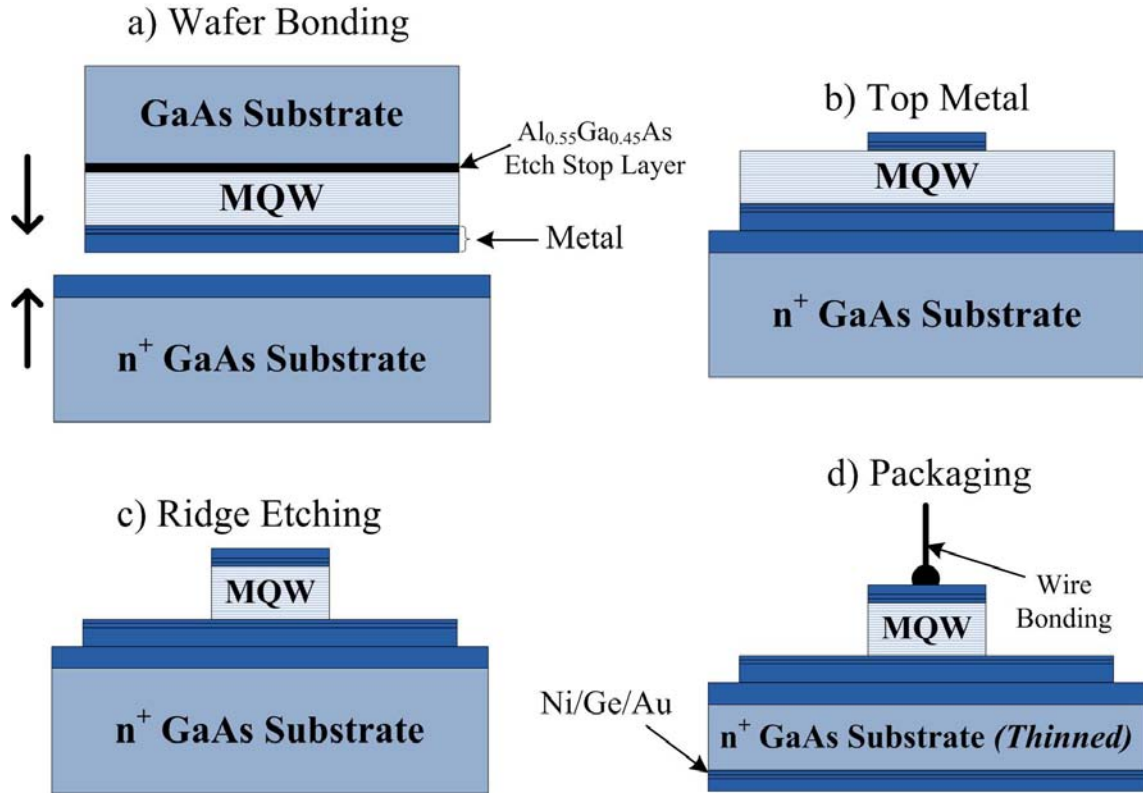 a) Wafer Bonding
GaAs Substrate
Al0.55Ga0.45As
Etch Stop Layer
MQW
Metal
n+ GaAs Substrate
b) Top Metal
MQW
n+ GaAs Substrate
c) Ridge Etching
MQW
n+ GaAs Substrate
d) Packaging
Wire
Bonding
MQW
Ni/Ge/Au
n+ GaAs Substrate (Thinned)